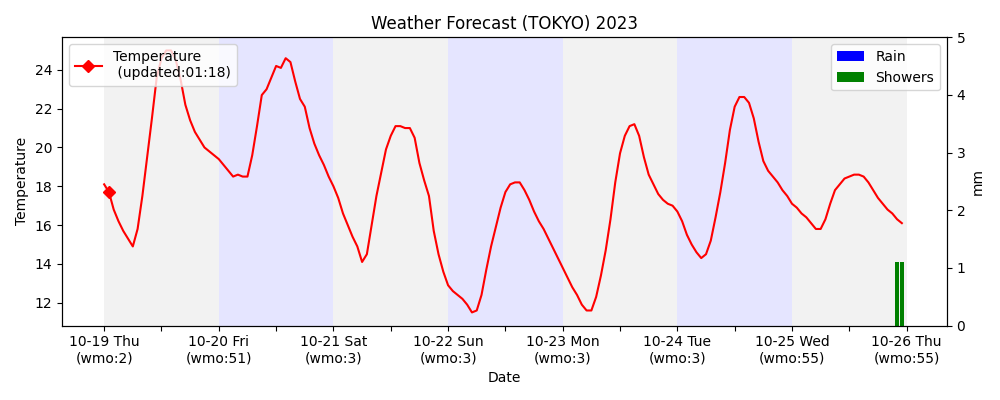 Weather Forecast (TOKYO) 2023
Temperature
(updated:01:18)
Rain
Showers
Temperature
24
22
20
18
16
14
12
5
4
3
2
1
0
mm
10-19 Thu
(wmo:2)
10-20 Fri
(wmo:51)
10-21 Sat
(wmo:3)
10-22 Sun
(wmo:3)
10-23 Mon
(wmo:3)
10-24 Tue
(wmo:3)
10-25 Wed
(wmo:55)
10-26 Thu
(wmo:55)
Date